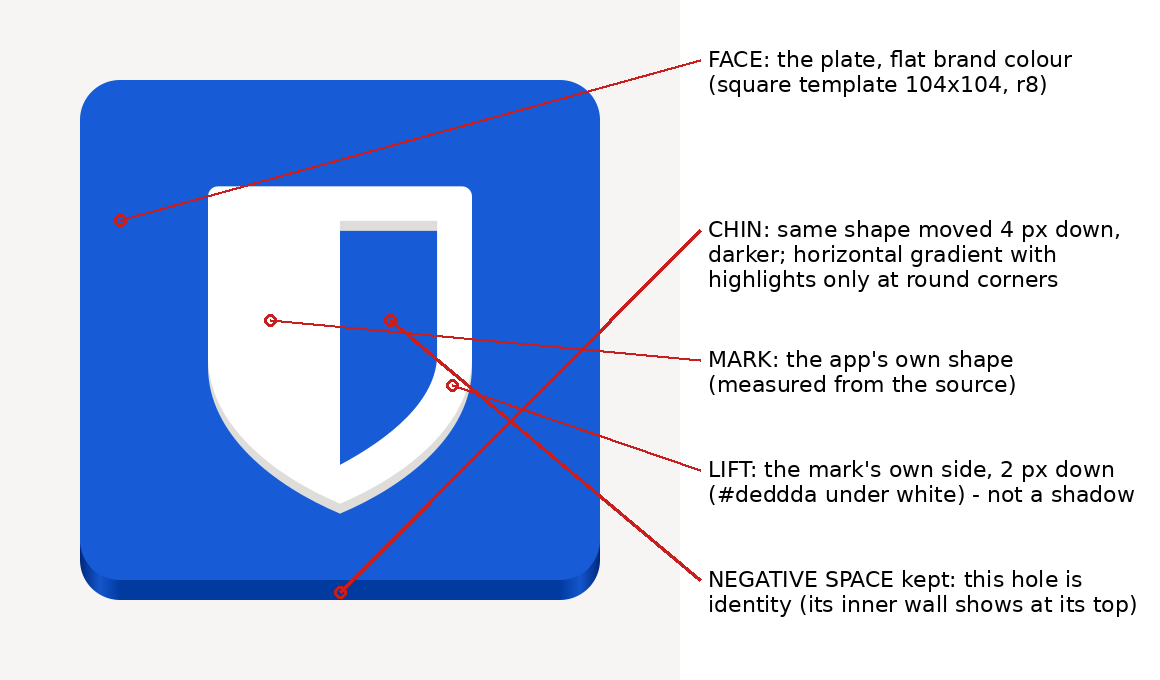 FACE: the plate, flat brand colour
(square template 104x104, r8)
CHIN: same shape moved 4 px down,
darker; horizontal gradient with
highlights only at round corners
MARK: the app's own shape
(measured from the source)
LIFT: the mark's own side, 2 px down
(#deddda under white) - not a shadow
NEGATIVE SPACE kept: this hole is
identity (its inner wall shows at its top)